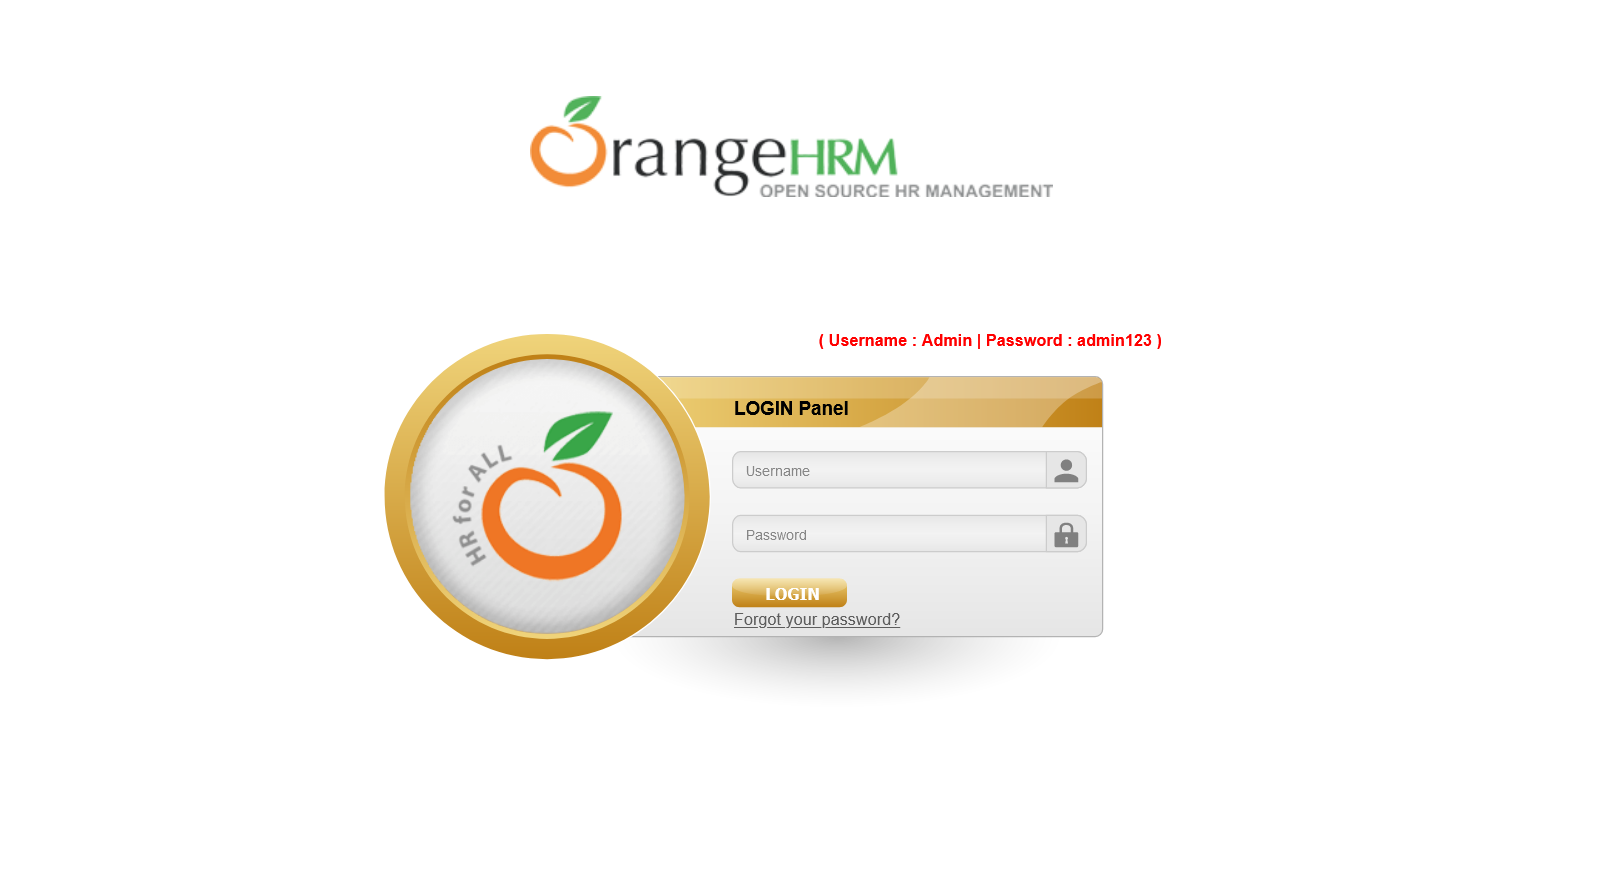 OrangeHRM
OPEN SOURCE HR MANAGEMENT
( Username : Admin | Password : admin123 )
LOGIN Panel
HR for ALL
Username
Password
LOGIN
Forgot your password?